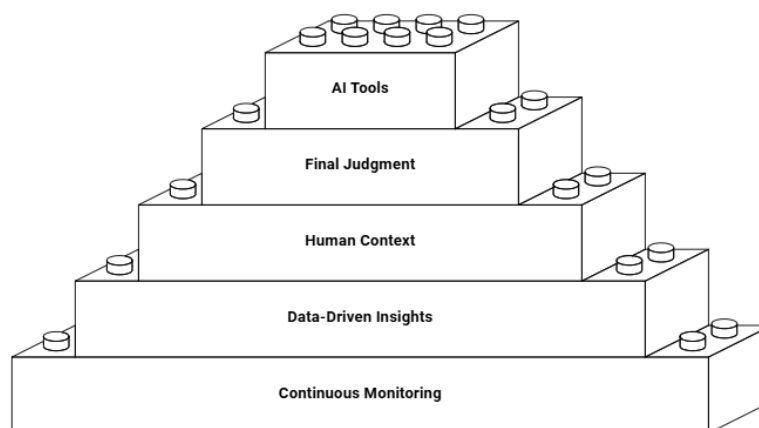 AI Tools
Final Judgment
Human Context
Data-Driven Insights
Continuous Monitoring